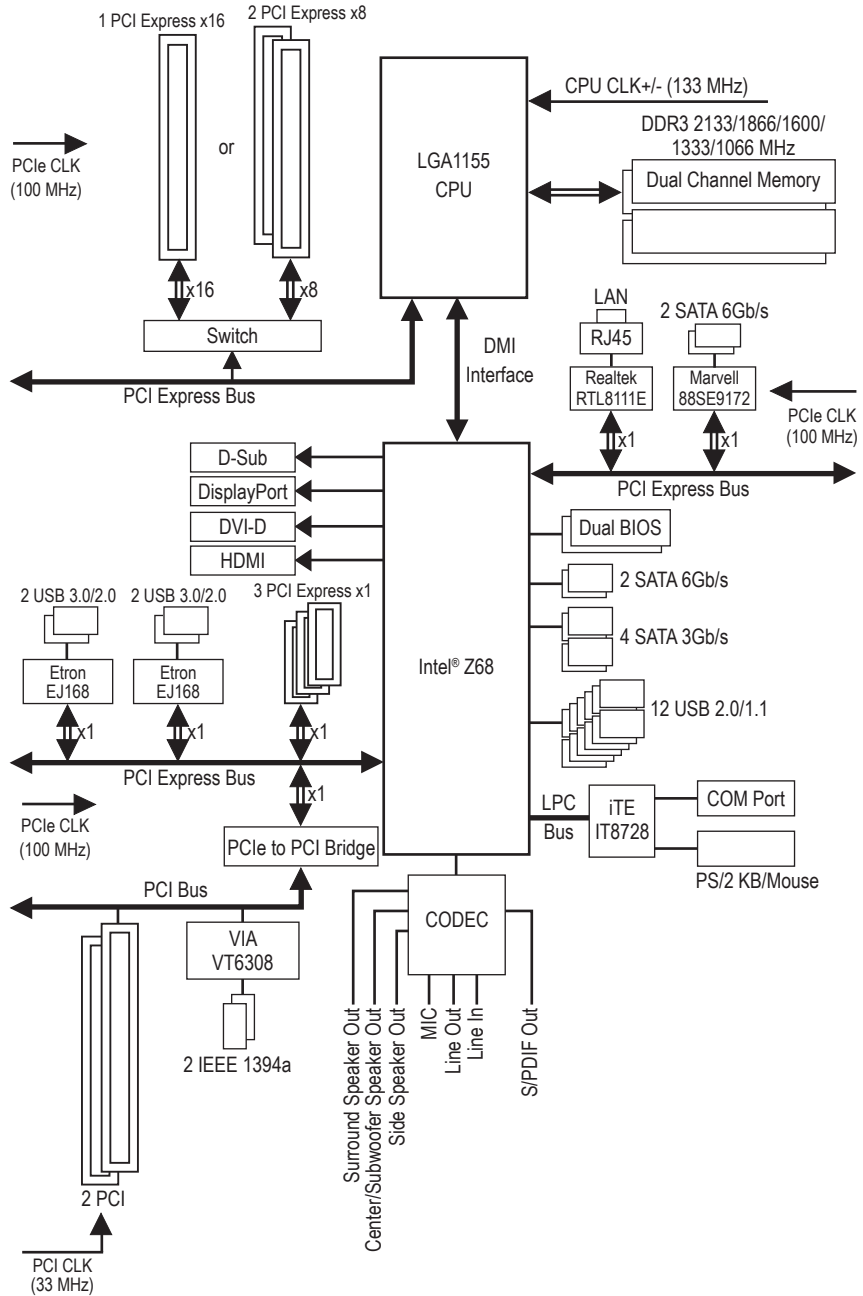 1 PCI Express x16
2 PCI Express x8
PCIe CLK
(100 MHz)
or
x16
x8
Switch
PCI Express Bus
LGA1155
CPU
CPU CLK+/- (133 MHz)
DDR3 2133/1866/1600/
1333/1066 MHz
Dual Channel Memory
DMI
Interface
LAN
RJ45
Realtek
RTL8111E
x1
2 SATA 6Gb/s
Marvell
88SE9172
x1
PCIe CLK
(100 MHz)
PCI Express Bus
D-Sub
DisplayPort
DVI-D
HDMI
Intel® Z68
Dual BIOS
2 SATA 6Gb/s
4 SATA 3Gb/s
12 USB 2.0/1.1
2 USB 3.0/2.0
2 USB 3.0/2.0
3 PCI Express x1
Etron
EJ168
Etron
EJ168
x1
x1
x1
PCI Express Bus
PCIe CLK
(100 MHz)
x1
PCIe to PCI Bridge
LPC
Bus
iTE
IT8728
COM Port
PS/2 KB/Mouse
PCI Bus
VIA
VT6308
2 IEEE 1394a
CODEC
Surround Speaker Out
Center/Subwoofer Speaker Out
Side Speaker Out
MIC
Line Out
Line In
S/PDIF Out
2 PCI
PCI CLK
(33 MHz)